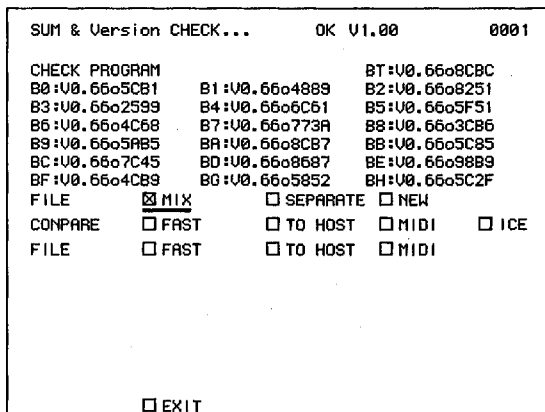 SUM & Version CHECK... OK V1.00 0001
CHECK PROGRAM BT:V0.66o8CBC
B0:V0.66o5CB1 B1:V0.66o4889 B2:V0.66o8251
B3:V0.66o2599 B4:V0.66o6C61 B5:V0.66o5F51
B6:V0.66o4C68 B7:V0.66o773A B8:V0.66o3CB6
B9:V0.66o5AB5 BA:V0.66o8CB7 BB:V0.66o5C85
BC:V0.66o7C45 BD:V0.66o8687 BE:V0.66o98B9
BF:V0.66o4CB9 BG:V0.66o5852 BH:V0.66o5C2F
FILE ☒ MIX ☐ SEPARATE ☐ NEW
CONPARE ☐ FAST ☐ TO HOST ☐ MIDI ☐ ICE
FILE ☐ FAST ☐ TO HOST ☐ MIDI
☐ EXIT